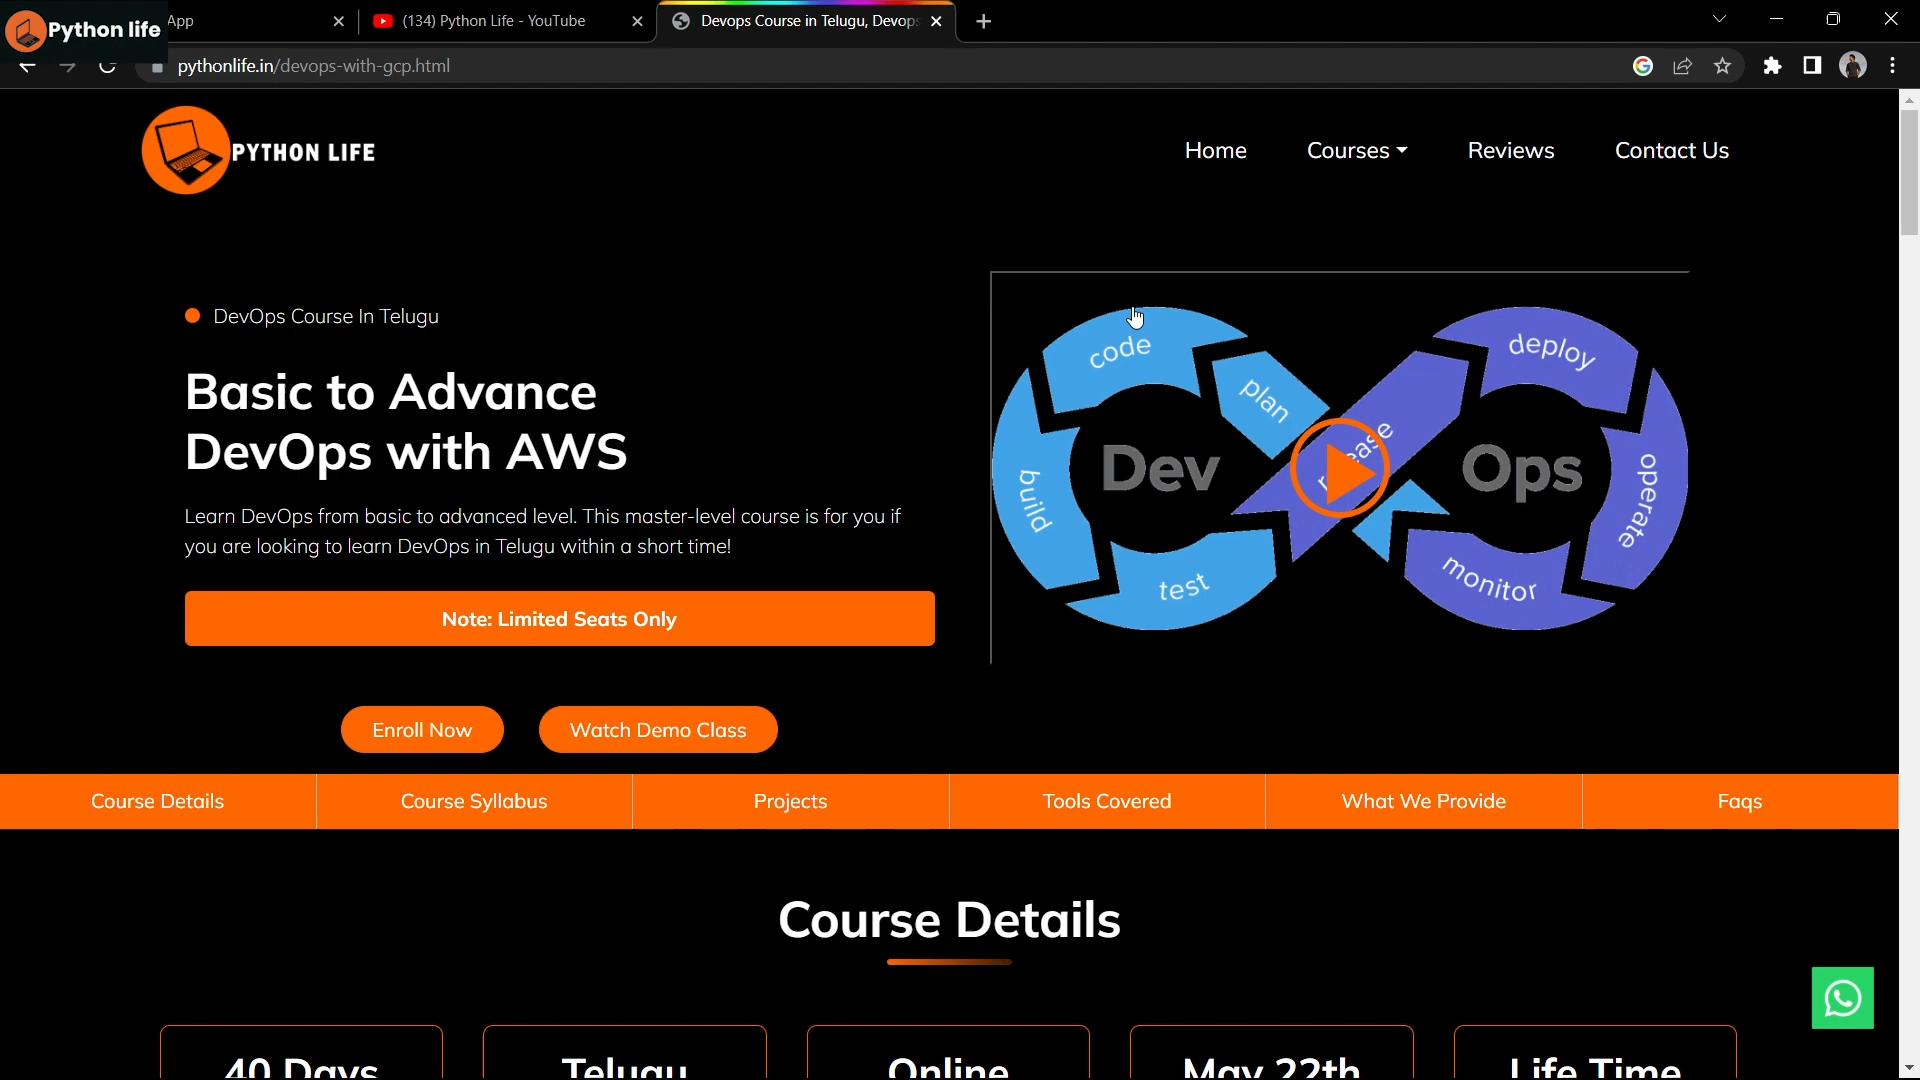 Python life
App
(134) Python Life - YouTube
Devops Course in Telugu, Devops
pythonlife.in/devops-with-gcp.html
PYTHON LIFE
Home
Courses
Reviews
Contact Us
DevOps Course In Telugu
Basic to Advance
DevOps with AWS
Learn DevOps from basic to advanced level. This master-level course is for you if
you are looking to learn DevOps in Telugu within a short time!
Note: Limited Seats Only
Enroll Now
Watch Demo Class
code
plan
build
test
Dev
Ops
deploy
operate
monitor
Course Details
Course Syllabus
Projects
Tools Covered
What We Provide
Faqs
Course Details
40 Days
Telugu
Online
May 22th
Life Time